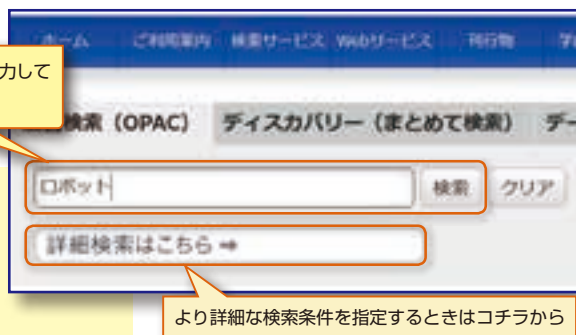 ホーム ご利用案内 検索サービス Webサービス 刊行物
力して
検索（OPAC） ディスカバリー（まとめて検索） デー
ロボット 検索 クリア
詳細検索はこちら ➡
より詳細な検索条件を指定するときはコチラから